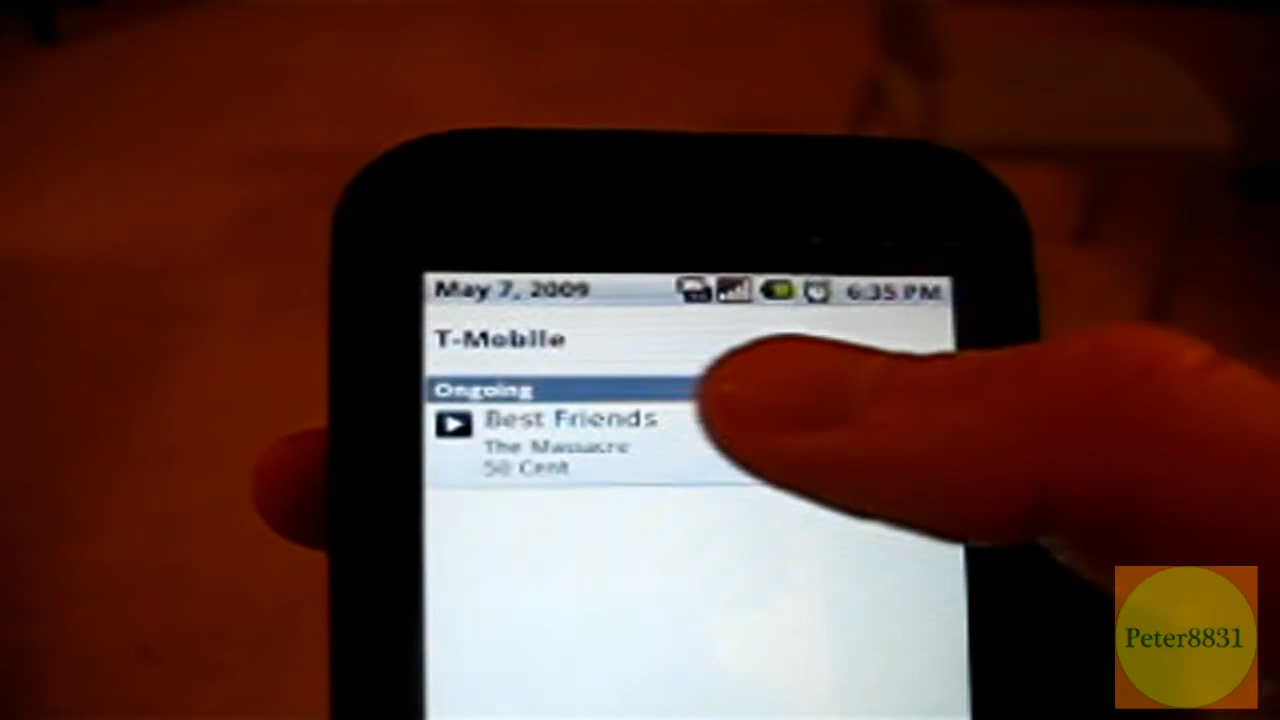 May 7, 2009 6:35 PM
T-Mobile
Ongoing
Best Friends
The Massacre
50 Cent
Peter8831